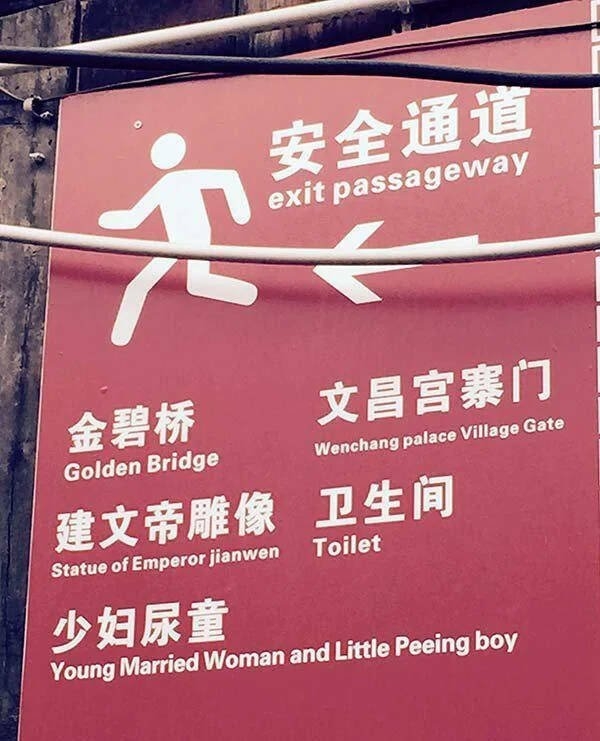 安全通道
exit passageway
金碧桥
Golden Bridge
文昌宫寨门
Wenchang palace Village Gate
建文帝雕像
Statue of Emperor jianwen
卫生间
Toilet
少妇尿童
Young Married Woman and Little Peeing boy